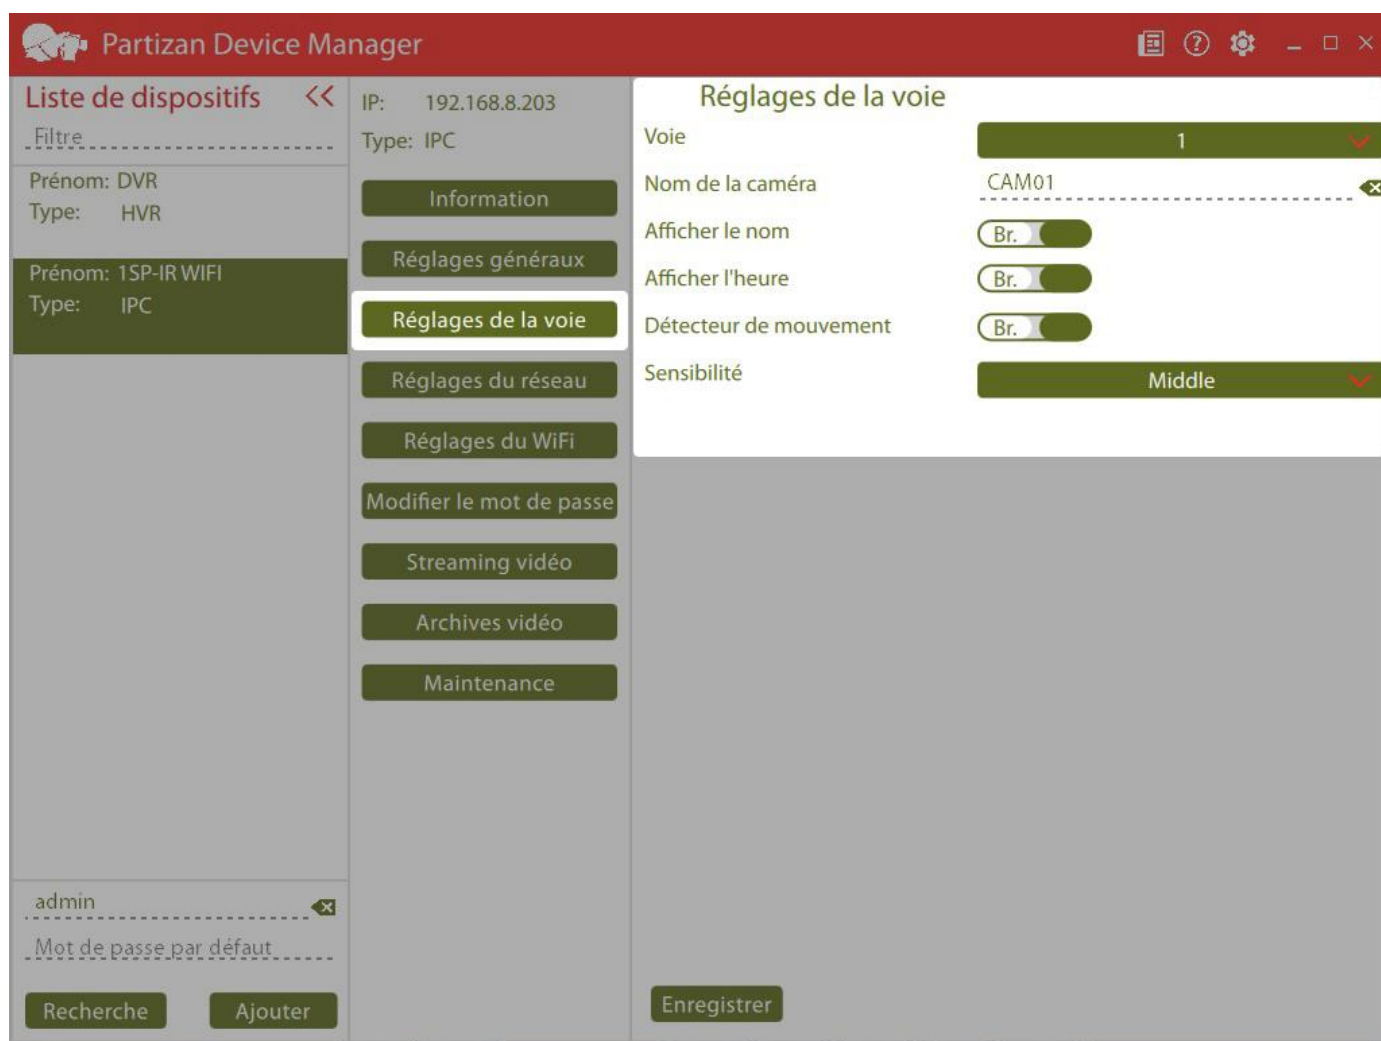 Partizan Device Manager
Liste de dispositifs <<
Filtre
Prénom: DVR
Type: HVR
Prénom: 1SP-IR WIFI
Type: IPC
admin
Mot de passe par défaut
Recherche Ajouter
IP: 192.168.8.203
Type: IPC
Information
Réglages généraux
Réglages de la voie
Réglages du réseau
Réglages du WiFi
Modifier le mot de passe
Streaming vidéo
Archives vidéo
Maintenance
Réglages de la voie
Voie 1
Nom de la caméra CAM01
Afficher le nom Br.
Afficher l'heure Br.
Détecteur de mouvement Br.
Sensibilité Middle
Enregistrer